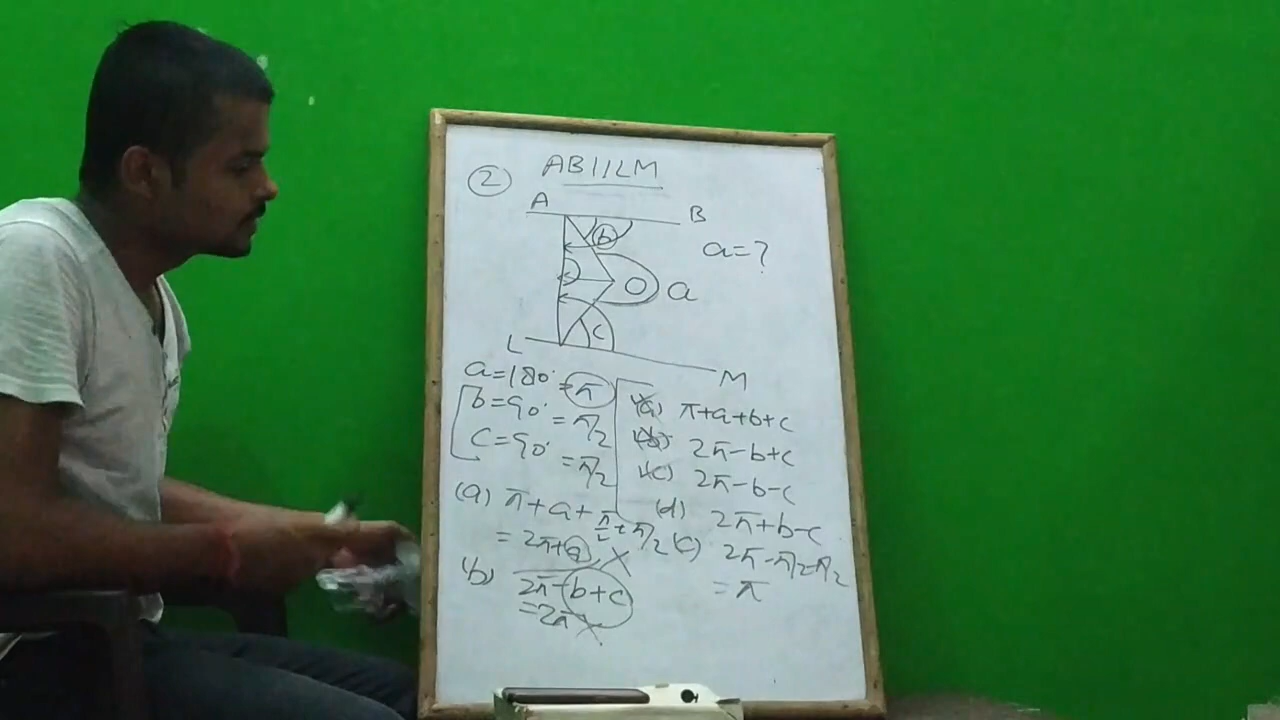 2 AB||LM
A B
b
a=?
a
c
L M
a=180° =π
b=90° =π/2
c=90° =π/2
(a) π+a+b+c
(b) 2π-b+c
(c) 2π-b-c
(d) 2π+b-c
(a) π+a+π/2+π/2
=2π+a, X
(b) 2π-b+c
=2π X
(c) 2π-π/2-π/2
=π